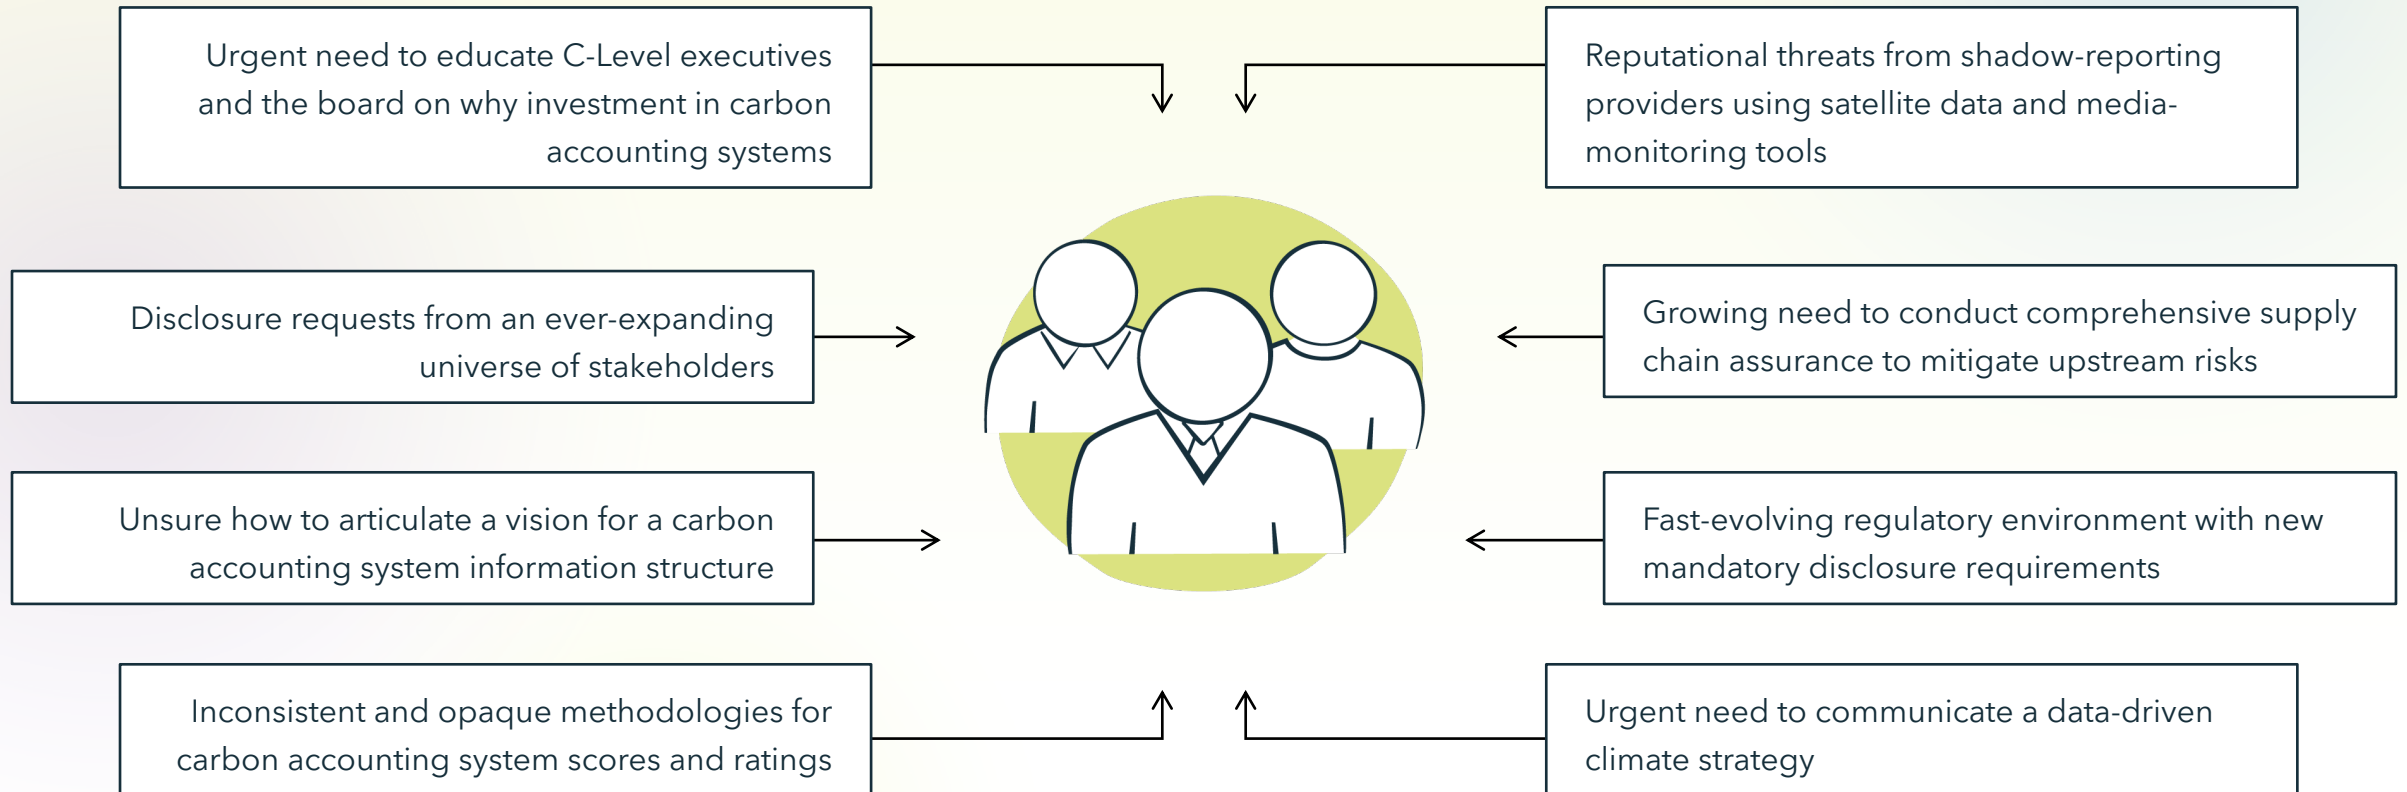 Urgent need to educate C-Level executives
and the board on why investment in carbon
accounting systems
Reputational threats from shadow-reporting
providers using satellite data and media-
monitoring tools
Disclosure requests from an ever-expanding
universe of stakeholders
Growing need to conduct comprehensive supply
chain assurance to mitigate upstream risks
Unsure how to articulate a vision for a carbon
accounting system information structure
Fast-evolving regulatory environment with new
mandatory disclosure requirements
Inconsistent and opaque methodologies for
carbon accounting system scores and ratings
Urgent need to communicate a data-driven
climate strategy